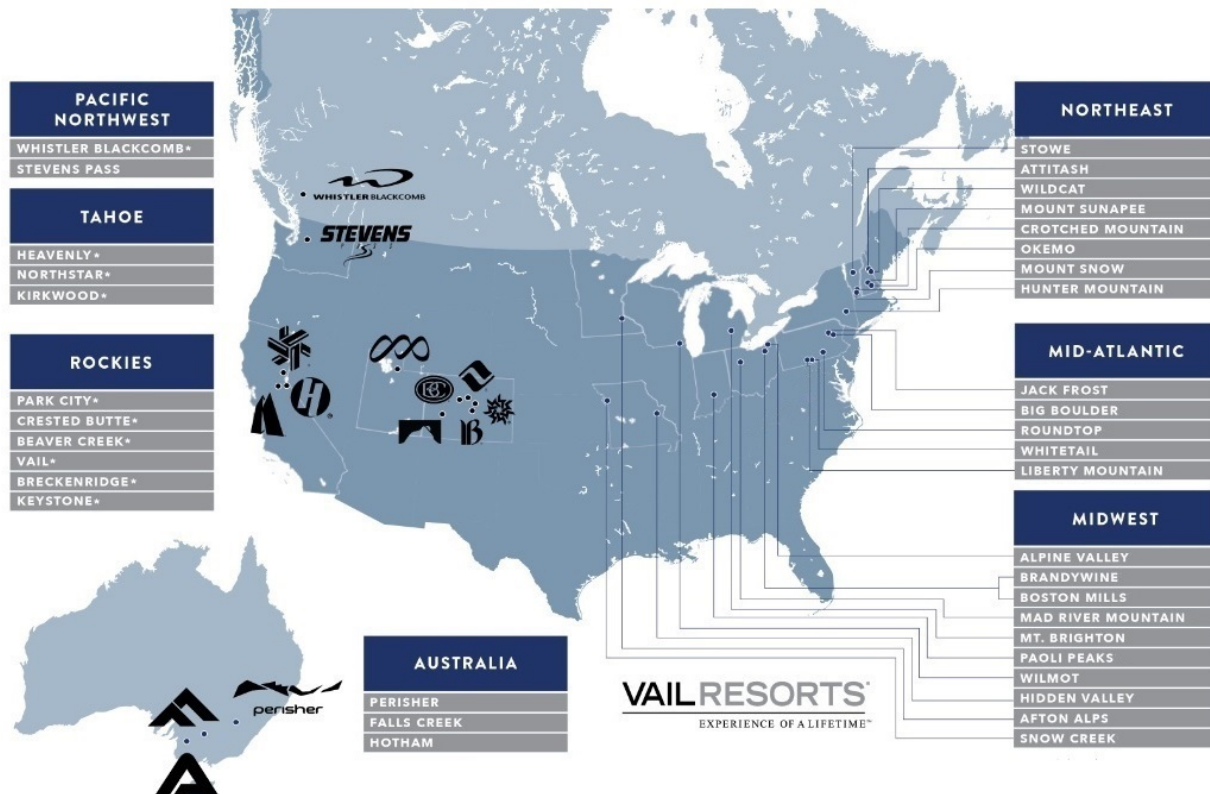 PACIFIC
NORTHWEST
WHISTLER BLACKCOMB*
STEVENS PASS
TAHOE
HEAVENLY*
NORTHSTAR*
KIRKWOOD*
ROCKIES
PARK CITY*
CRESTED BUTTE*
BEAVER CREEK*
VAIL*
BRECKENRIDGE*
KEYSTONE*
WHISTLER BLACKCOMB
STEVENS
H
B
perisher
AUSTRALIA
PERISHER
FALLS CREEK
HOTHAM
VAIL RESORTS®
EXPERIENCE OF A LIFETIME™
NORTHEAST
STOWE
ATTITASH
WILDCAT
MOUNT SUNAPEE
CROTCHED MOUNTAIN
OKEMO
MOUNT SNOW
HUNTER MOUNTAIN
MID-ATLANTIC
JACK FROST
BIG BOULDER
ROUNDTOP
WHITETAIL
LIBERTY MOUNTAIN
MIDWEST
ALPINE VALLEY
BRANDYWINE
BOSTON MILLS
MAD RIVER MOUNTAIN
MT. BRIGHTON
PAOLI PEAKS
WILMOT
HIDDEN VALLEY
AFTON ALPS
SNOW CREEK